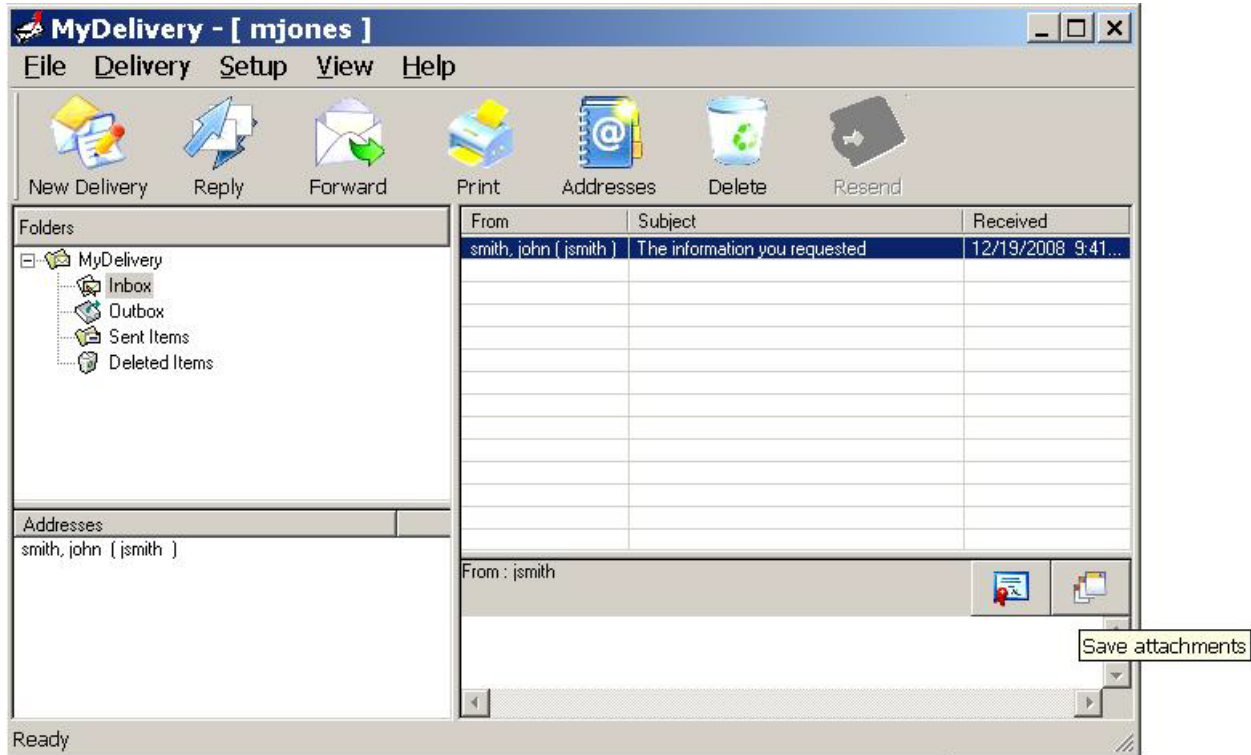 MyDelivery - [ mjones ]
File Delivery Setup View Help
New Delivery Reply Forward Print Addresses Delete Resend
Folders
MyDelivery
Inbox
Outbox
Sent Items
Deleted Items
Addresses
smith, john ( jsmith )
From Subject Received
smith, john ( jsmith ) The information you requested 12/19/2008 9:41...
From : jsmith
Save attachments
Ready